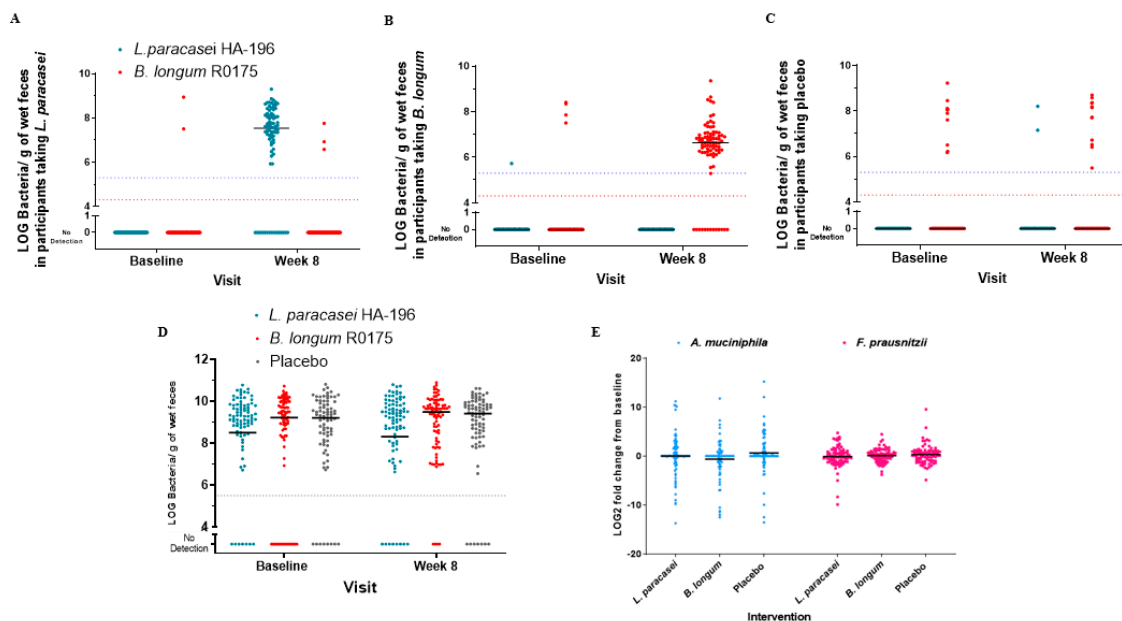 A
LOG Bacteria/ g of wet feces
in participants taking L. paracasei
L.paracasei HA-196
B. longum R0175
10
8
6
4
1
0
No
Detection
Baseline
Week 8
Visit
B
LOG Bacteria/ g of wet feces
in participants taking B. longum
10
8
6
4
1
0
No
Detection
Baseline
Week 8
Visit
C
LOG Bacteria/ g of wet feces
in participants taking placebo
10
8
6
4
1
0
No
Detection
Baseline
Week 8
Visit
D
L. paracasei HA-196
B. longum R0175
Placebo
LOG Bacteria/ g of wet feces
12
10
8
6
4
No
Detection
Baseline
Week 8
Visit
E
A. muciniphila
F. prausnitzii
LOG2 fold change from baseline
20
10
0
-10
-20
L. paracasei
B. longum
Placebo
L. paracasei
B. longum
Placebo
Intervention